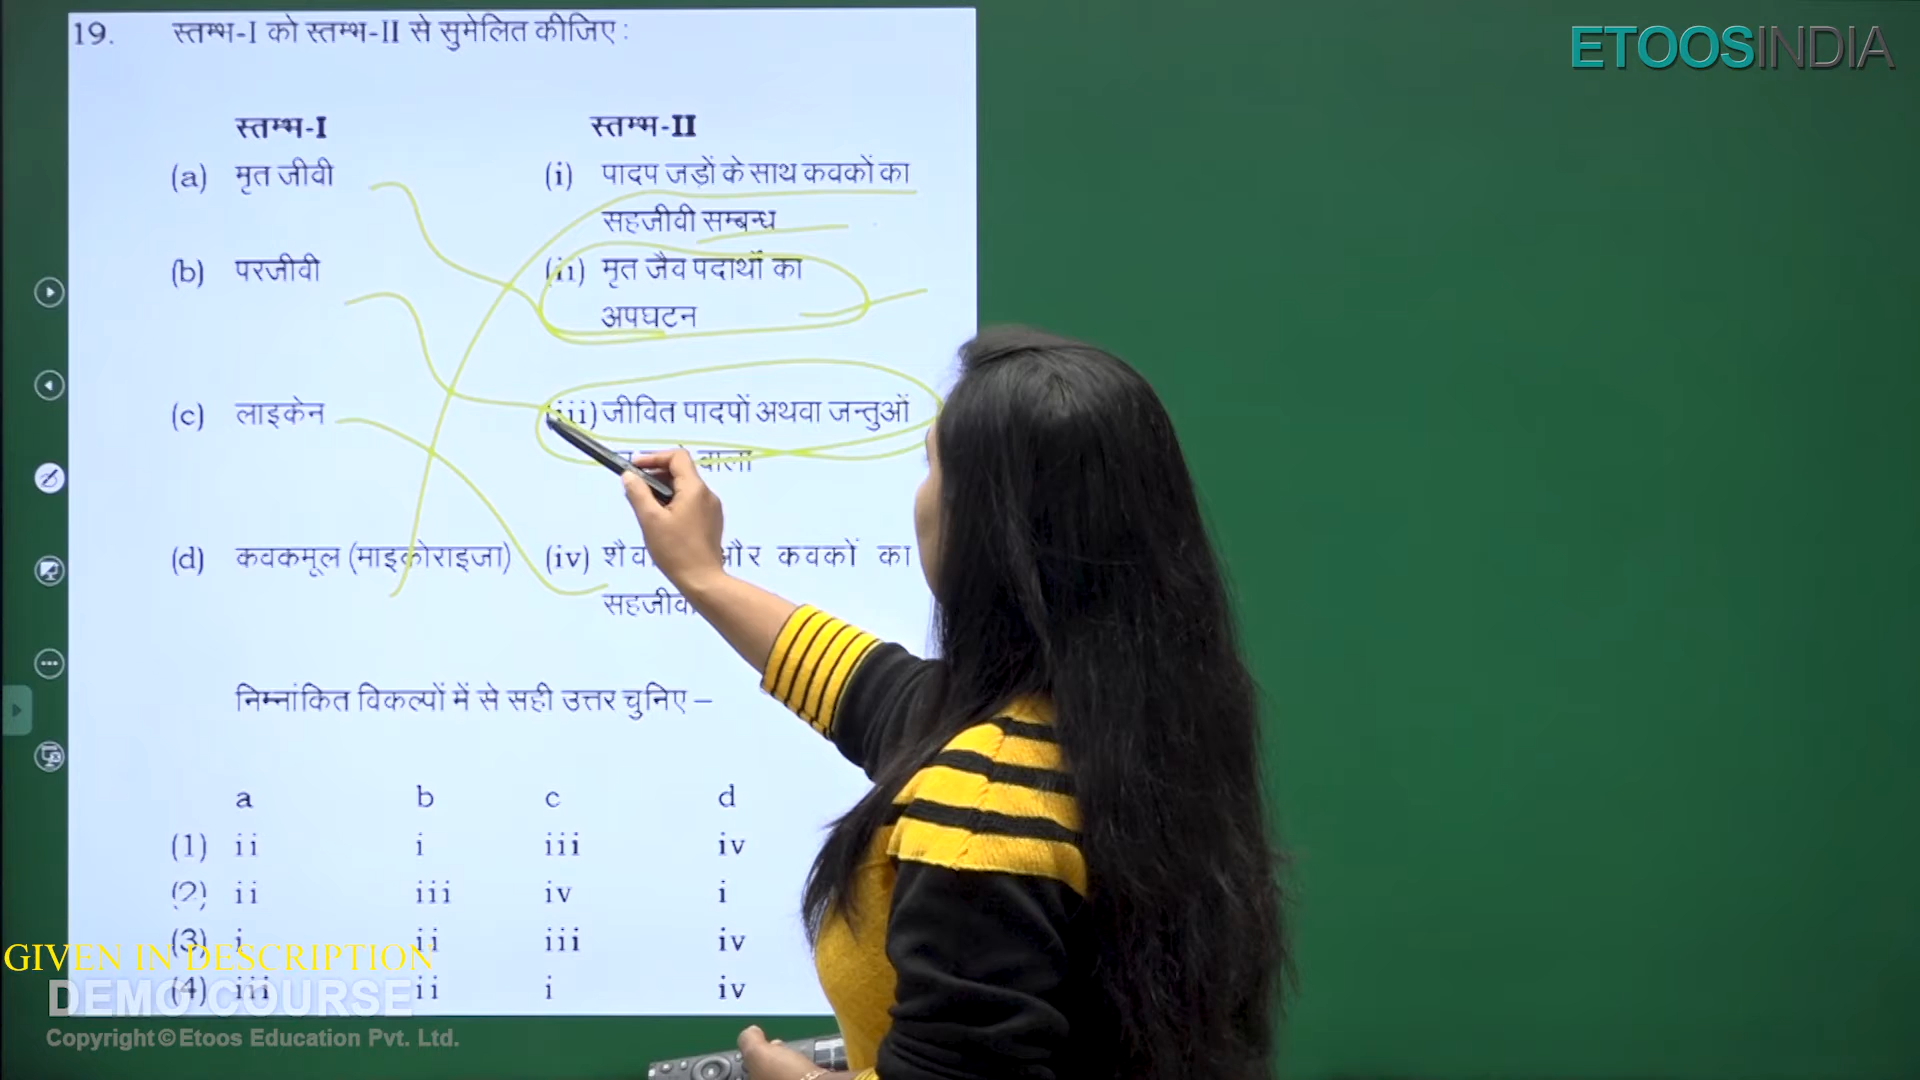 ETOOSINDIA
19. स्तम्भ-I को स्तम्भ-II से सुमेलित कीजिए :
स्तम्भ-I स्तम्भ-II
(a) मृत जीवी (i) पादप जड़ों के साथ कवकों का
सहजीवी सम्बन्ध
(b) परजीवी (ii) मृत जैव पदार्थों का
अपघटन
(c) लाइकेन (iii) जीवित पादपों अथवा जन्तुओं
वाला
(d) कवकमूल (माइकोराइजा) (iv) और कवकों का
निम्नांकित विकल्पों में से सही उत्तर चुनिए –
a b c d
(1) ii i iii iv
(2) ii iii iv i
(3) i ii iii iv
GIVEN IN DESCRIPTION
(4) iii ii i iv
DEMO COURSE
Copyright © Etoos Education Pvt. Ltd.